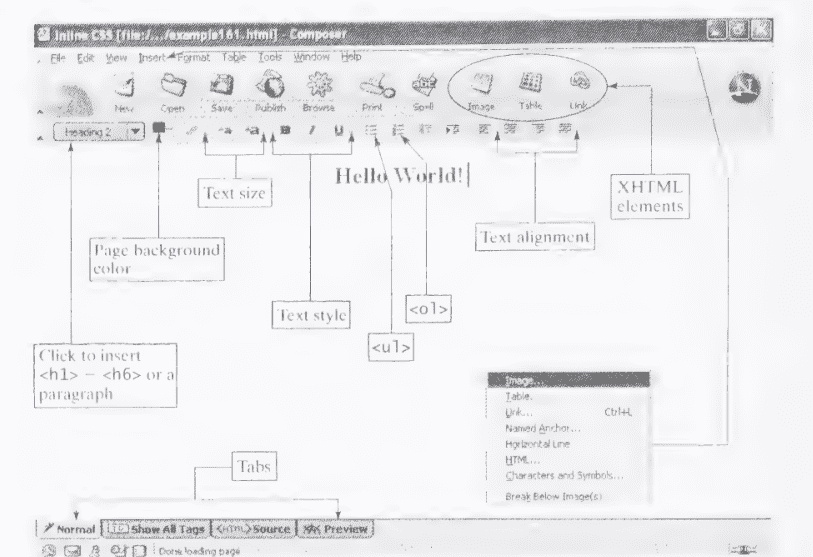 Inline CSS [file:/.../example161.html] - Composer
File Edit View Insert Format Table Tools Window Help
New Open Save Publish Browse Print Spell Image Table Link
Heading 2
Hello World!
Text size
XHTML
elements
Text alignment
Page background
color
Text style
<ol>
<ul>
Click to insert
<h1> – <h6> or a
paragraph
Image...
Table.
Link... Ctrl+L
Named Anchor...
Horizontal Line
HTML...
Characters and Symbols...
Break Below Image(s)
Tabs
Normal Show All Tags <HTML> Source Preview
Done loading page